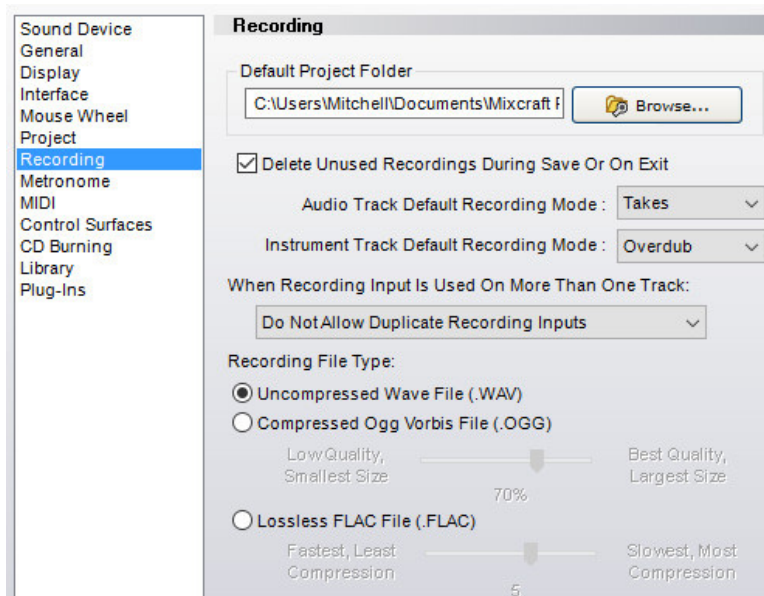 Sound Device
General
Display
Interface
Mouse Wheel
Project
Recording
Metronome
MIDI
Control Surfaces
CD Burning
Library
Plug-Ins
Recording
Default Project Folder
C:\Users\Mitchell\Documents\Mixcraft F Browse...
Delete Unused Recordings During Save Or On Exit
Audio Track Default Recording Mode : Takes
Instrument Track Default Recording Mode : Overdub
When Recording Input Is Used On More Than One Track:
Do Not Allow Duplicate Recording Inputs
Recording File Type:
Uncompressed Wave File (.WAV)
Compressed Ogg Vorbis File (.OGG)
Low Quality, Best Quality,
Smallest Size Largest Size
70%
Lossless FLAC File (.FLAC)
Fastest, Least Slowest, Most
Compression Compression
5